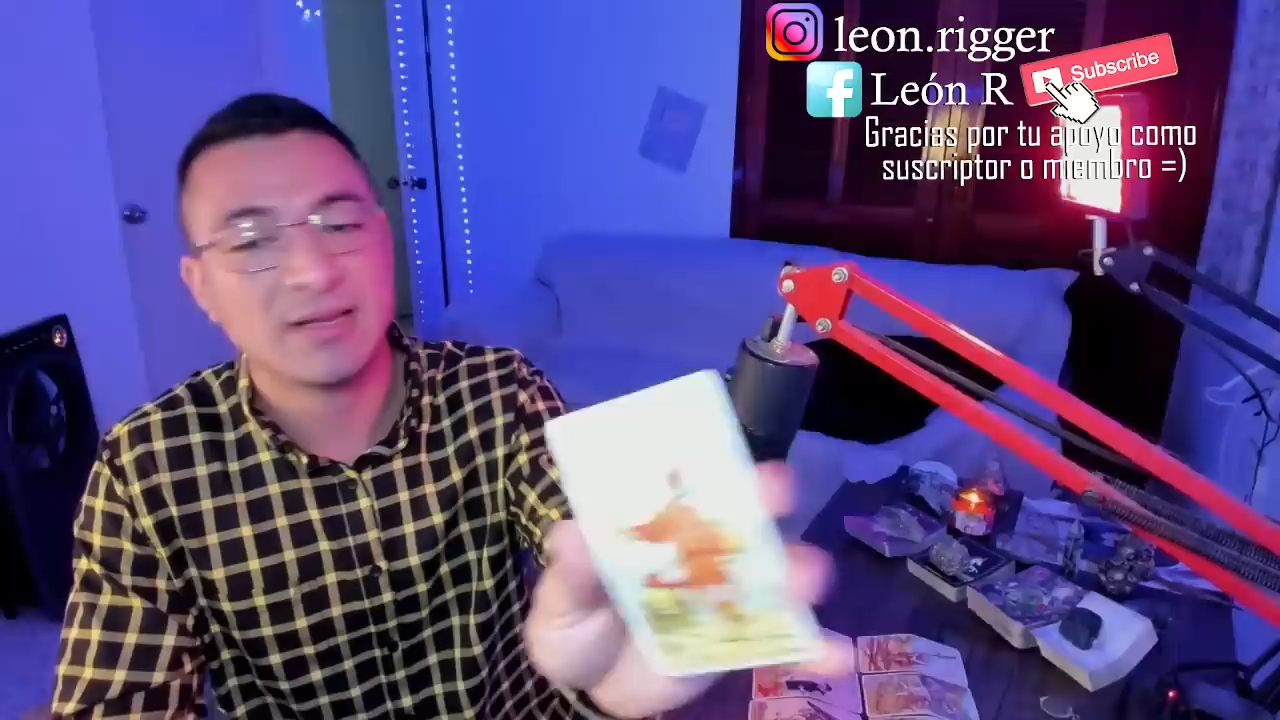 leon.rigger
León R
Subscribe
Gracias por tu apoyo como
suscriptor o miembro =)